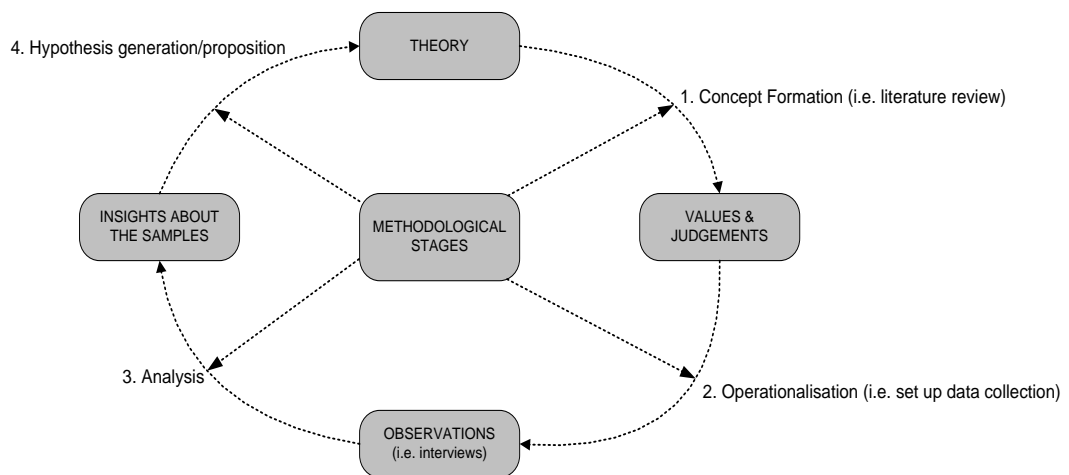 4. Hypothesis generation/proposition
THEORY
1. Concept Formation (i.e. literature review)
INSIGHTS ABOUT
THE SAMPLES
METHODOLOGICAL
STAGES
VALUES &
JUDGEMENTS
3. Analysis
2. Operationalisation (i.e. set up data collection)
OBSERVATIONS
(i.e. interviews)